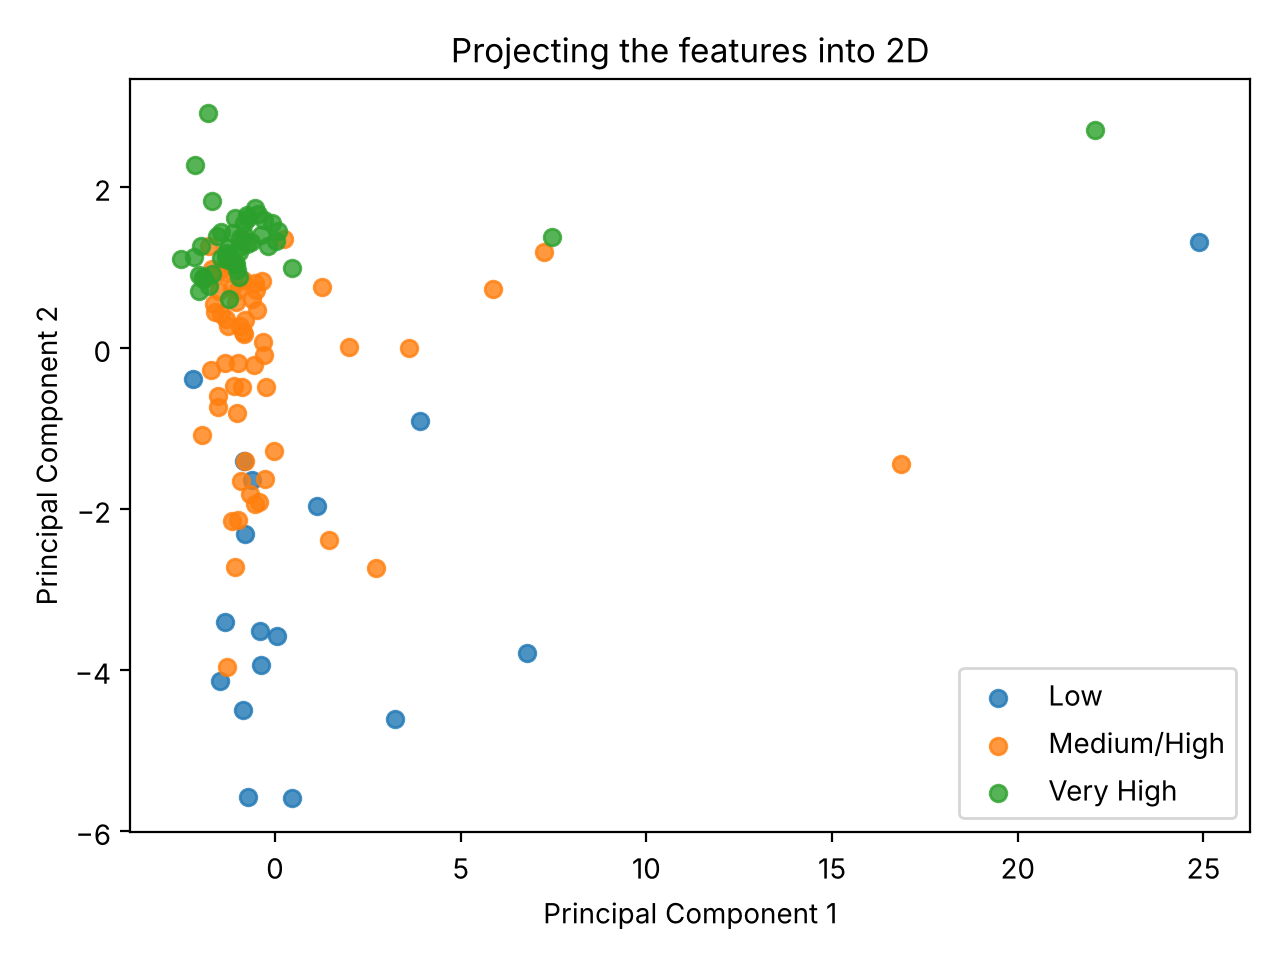 Projecting the features into 2D
Principal Component 2
2
0
−2
−4
−6
0
5
10
15
20
25
Principal Component 1
Low
Medium/High
Very High